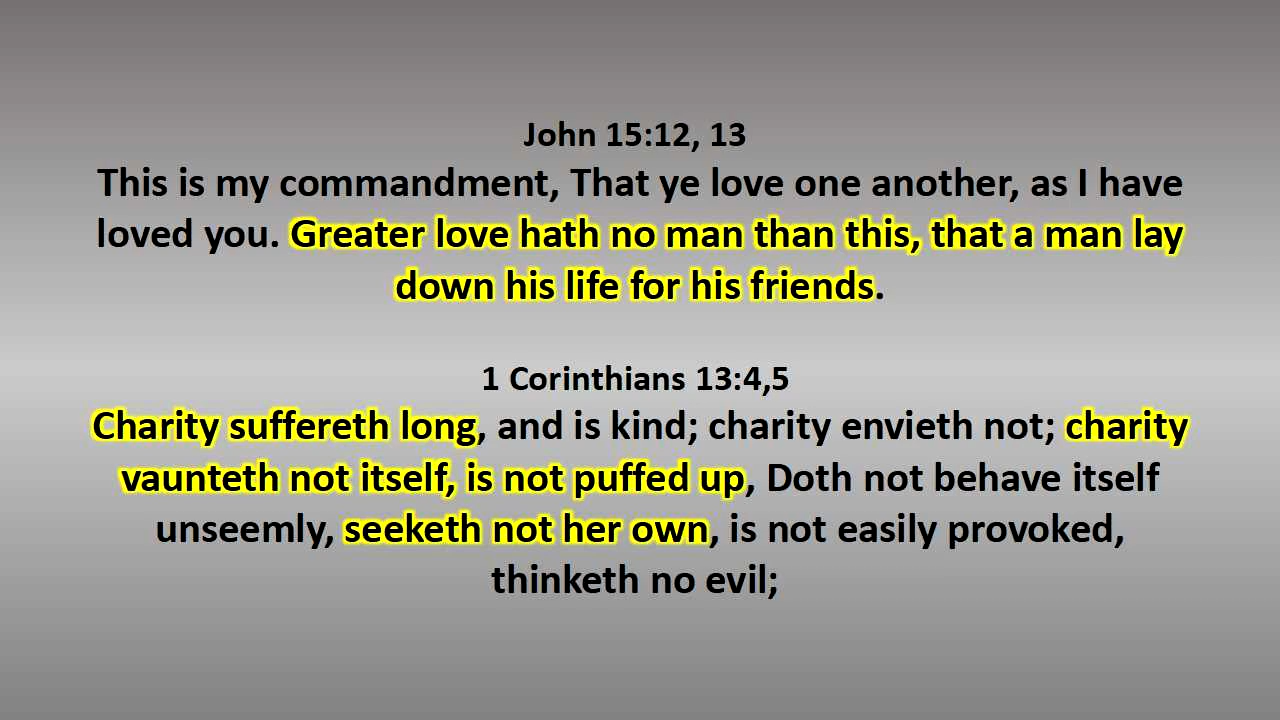 John 15:12, 13
This is my commandment, That ye love one another, as I have
loved you. Greater love hath no man than this, that a man lay
down his life for his friends.
1 Corinthians 13:4,5
Charity suffereth long, and is kind; charity envieth not; charity
vaunteth not itself, is not puffed up, Doth not behave itself
unseemly, seeketh not her own, is not easily provoked,
thinketh no evil;